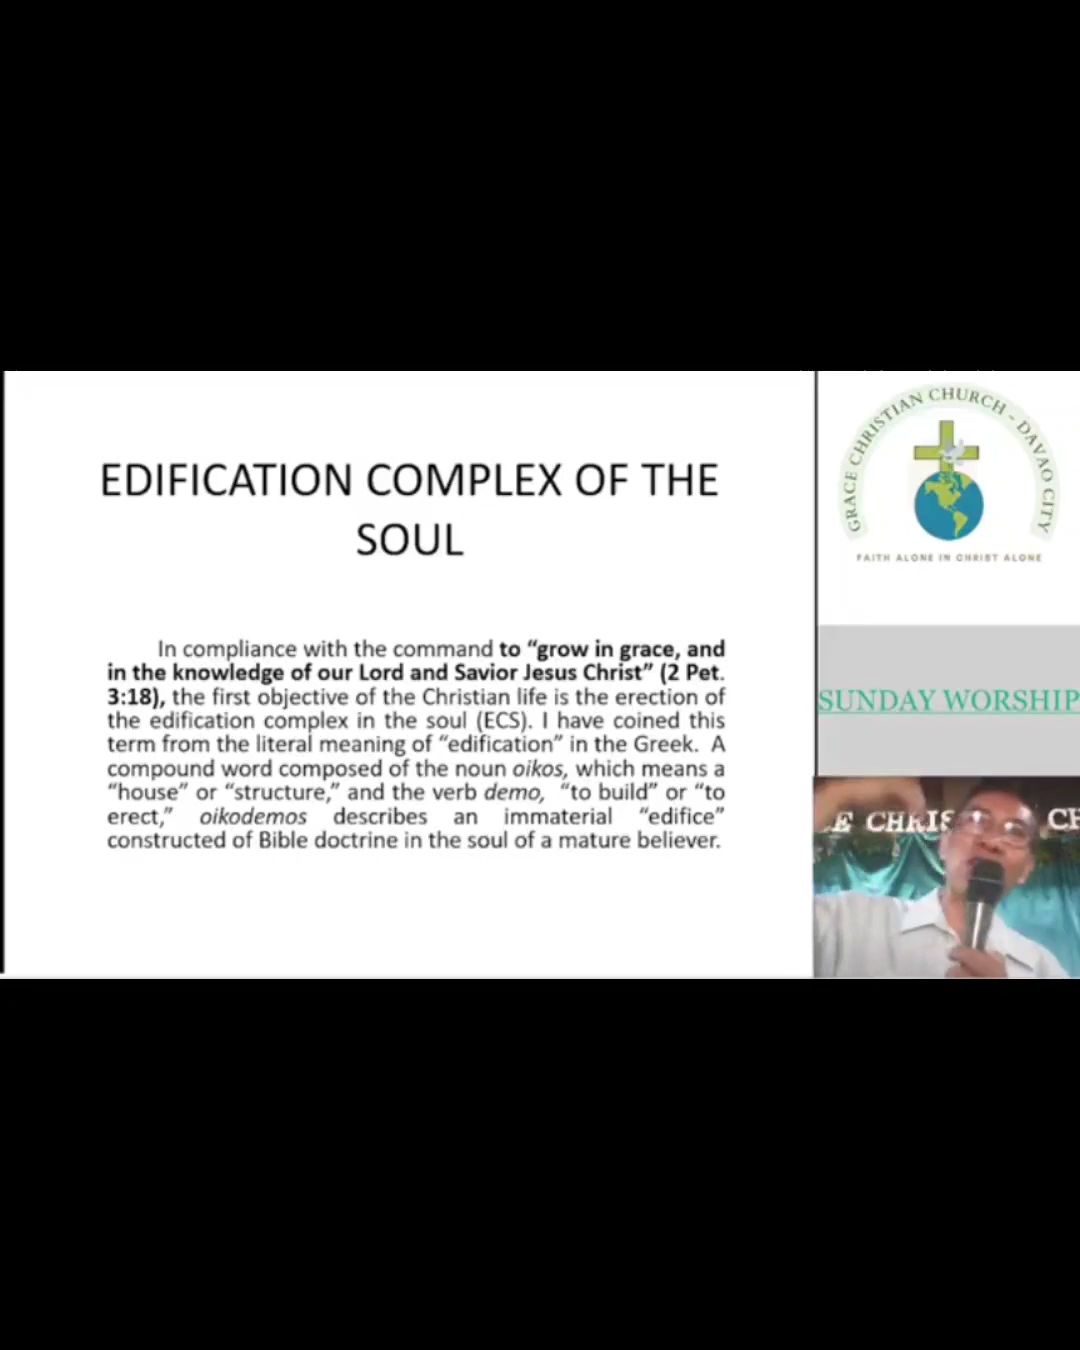 EDIFICATION COMPLEX OF THE
SOUL
In compliance with the command to “grow in grace, and
in the knowledge of our Lord and Savior Jesus Christ” (2 Pet.
3:18), the first objective of the Christian life is the erection of
the edification complex in the soul (ECS). I have coined this
term from the literal meaning of “edification” in the Greek. A
compound word composed of the noun oikos, which means a
“house” or “structure,” and the verb demo, “to build” or “to
erect,” oikodemos describes an immaterial “edifice”
constructed of Bible doctrine in the soul of a mature believer.
GRACE CHRISTIAN CHURCH - DAVAO CITY
FAITH ALONE IN CHRIST ALONE
SUNDAY WORSHIP
E CHRIS CH